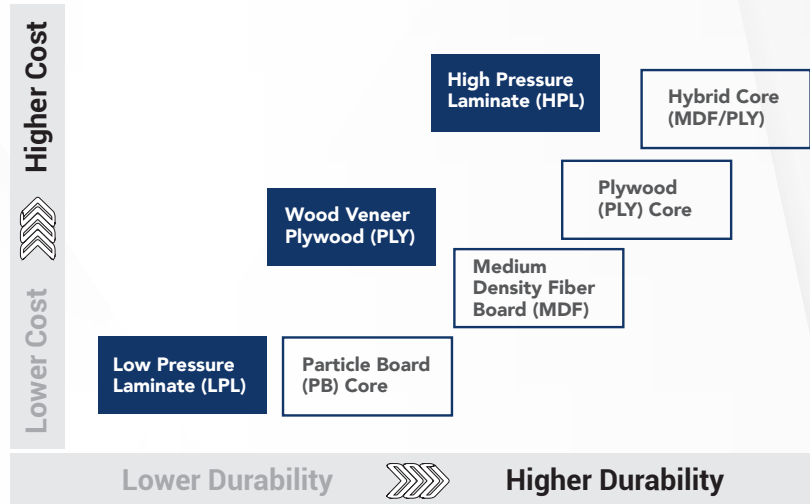 Higher Cost
Lower Cost
High Pressure
Laminate (HPL)
Hybrid Core
(MDF/PLY)
Plywood
(PLY) Core
Wood Veneer
Plywood (PLY)
Medium
Density Fiber
Board (MDF)
Low Pressure
Laminate (LPL)
Particle Board
(PB) Core
Lower Durability
Higher Durability